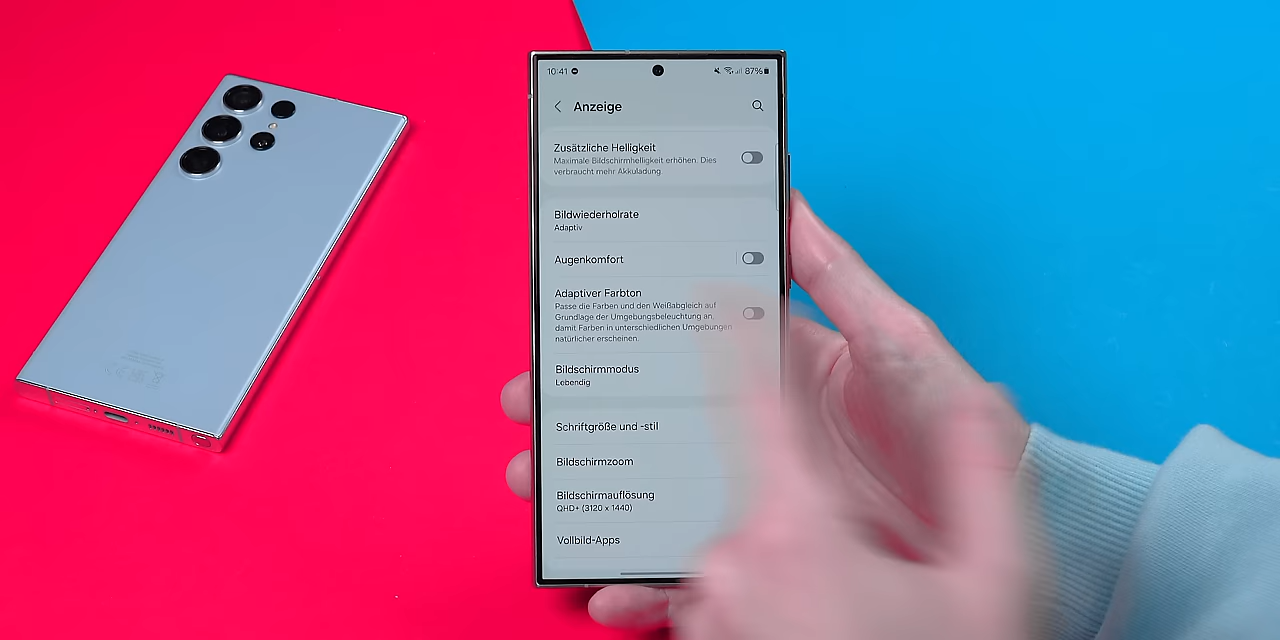 10:41
87%
Anzeige
Zusätzliche Helligkeit
Maximale Bildschirmhelligkeit erhöhen. Dies
verbraucht mehr Akkuladung
Bildwiederholrate
Adaptiv
Augenkomfort
Adaptiver Farbton
Passe die Farben und den Weißabgleich auf
Grundlage der Umgebungsbeleuchtung an,
damit Farben in unterschiedlichen Umgebungen
natürlicher erscheinen.
Bildschirmmodus
Lebendig
Schriftgröße und -stil
Bildschirmzoom
Bildschirmauflösung
QHD+ (3120 x 1440)
Vollbild-Apps